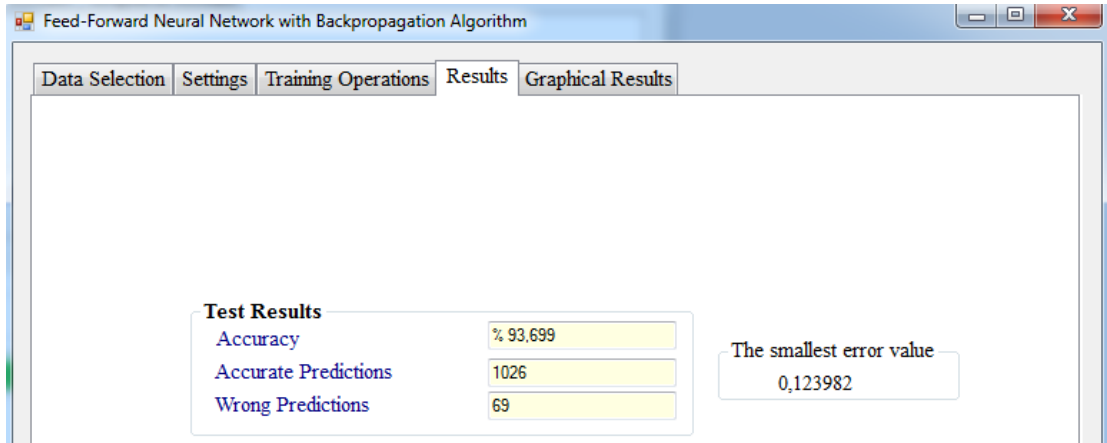 Feed-Forward Neural Network with Backpropagation Algorithm
Data Selection Settings Training Operations Results Graphical Results
Test Results
Accuracy % 93,699
Accurate Predictions 1026
Wrong Predictions 69
The smallest error value
0,123982